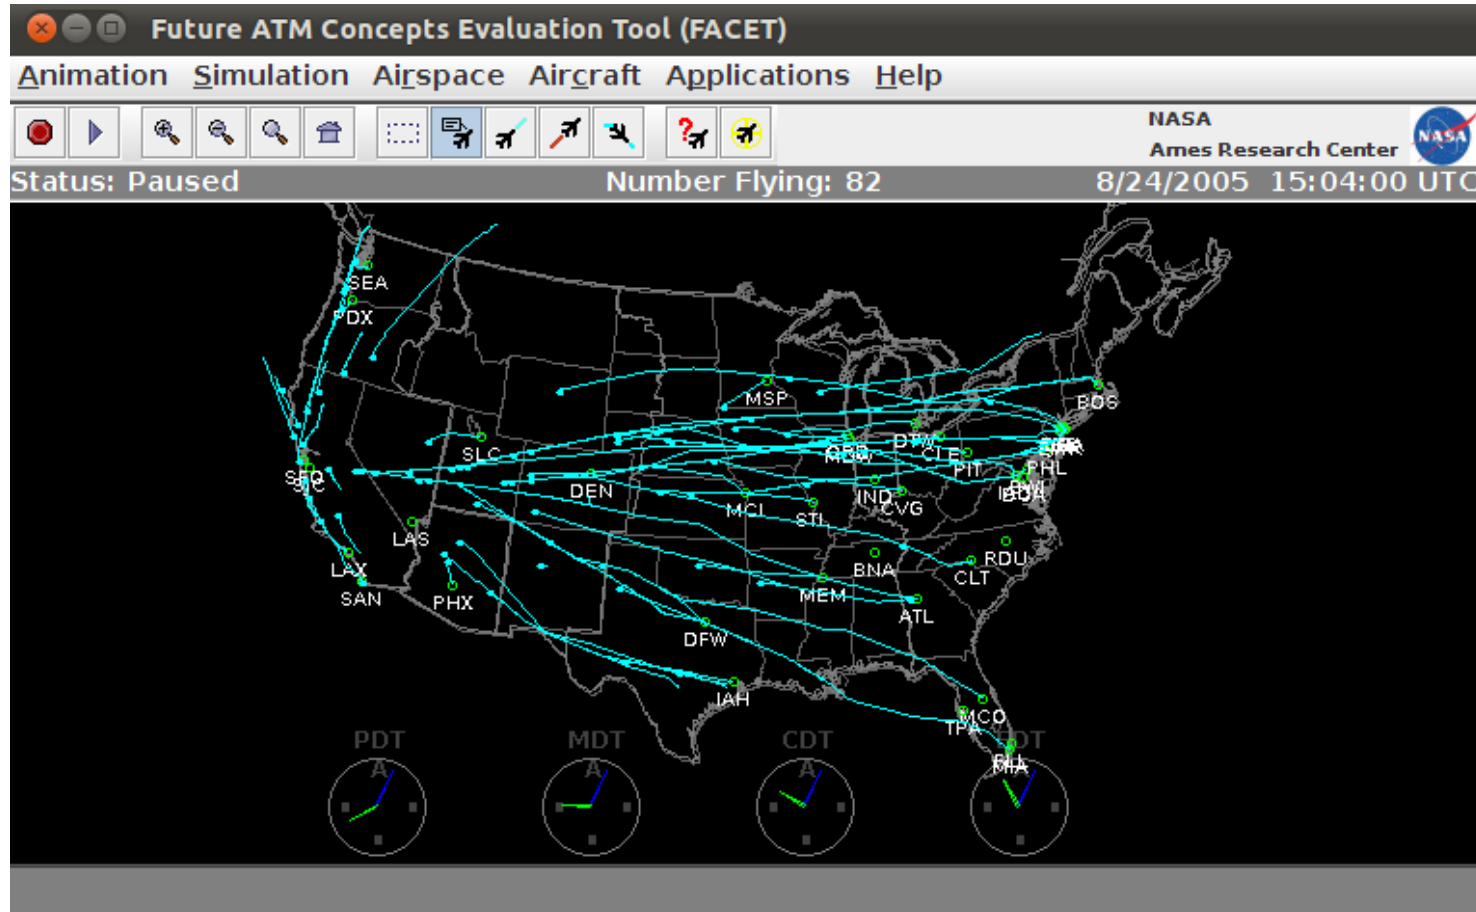 Future ATM Concepts Evaluation Tool (FACET)
Animation Simulation Airspace Aircraft Applications Help
NASA
Ames Research Center
NASA
Status: Paused Number Flying: 82 8/24/2005 15:04:00 UTC
SEA
PDX
MSP
BOS
SLC
DTW
CLE
PIT
PHL
SFO
DEN
MCI
STL
IND
CVG
LAS
LAX
SAN
PHX
BNA
RDU
CLT
MEM
ATL
DFW
IAH
MCO
TPA
MIA
PDT MDT CDT
A A A